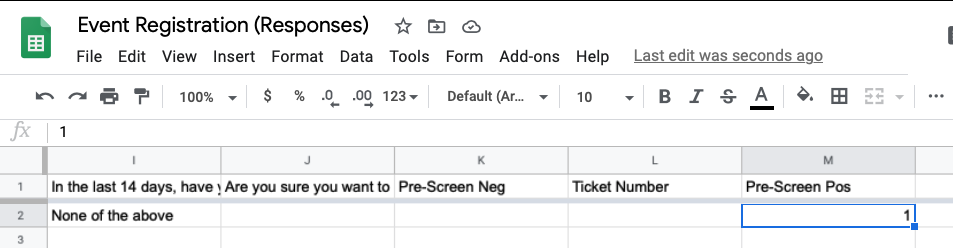 Event Registration (Responses)
File Edit View Insert Format Data Tools Form Add-ons Help Last edit was seconds ago
100% $ % .0 .00 123 Default (Ar... 10 B I S A ...
fx 1
I J K L M
1 In the last 14 days, have Are you sure you want to Pre-Screen Neg Ticket Number Pre-Screen Pos
2 None of the above 1
3